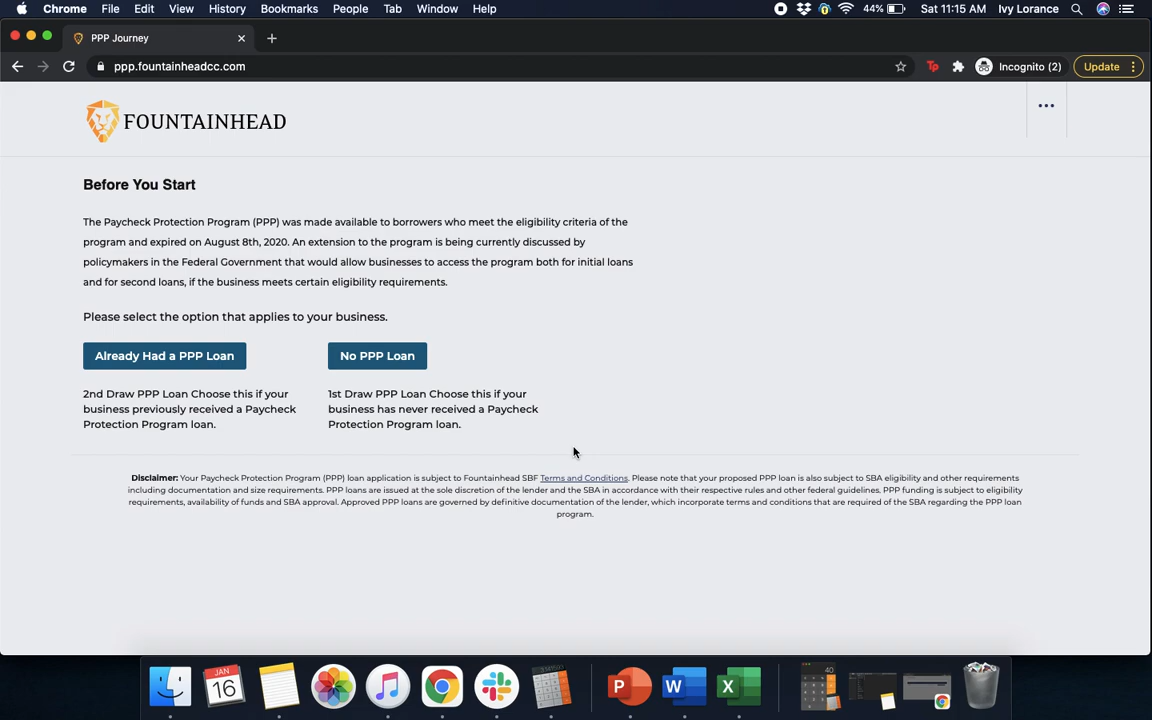 Chrome File Edit View History Bookmarks People Tab Window Help 44% Sat 11:15 AM Ivy Lorance
PPP Journey
ppp.fountainheadcc.com Tp Incognito (2) Update
FOUNTAINHEAD
Before You Start
The Paycheck Protection Program (PPP) was made available to borrowers who meet the eligibility criteria of the
program and expired on August 8th, 2020. An extension to the program is being currently discussed by
policymakers in the Federal Government that would allow businesses to access the program both for initial loans
and for second loans, if the business meets certain eligibility requirements.
Please select the option that applies to your business.
Already Had a PPP Loan
No PPP Loan
2nd Draw PPP Loan Choose this if your
business previously received a Paycheck
Protection Program loan.
1st Draw PPP Loan Choose this if your
business has never received a Paycheck
Protection Program loan.
Disclaimer: Your Paycheck Protection Program (PPP) loan application is subject to Fountainhead SBF Terms and Conditions. Please note that your proposed PPP loan is also subject to SBA eligibility and other requirements
including documentation and size requirements. PPP loans are issued at the sole discretion of the lender and the SBA in accordance with their respective rules and other federal guidelines. PPP funding is subject to eligibility
requirements, availability of funds and SBA approval. Approved PPP loans are governed by definitive documentation of the lender, which incorporate terms and conditions that are required of the SBA regarding the PPP loan
program.
JAN
16
P W X
40